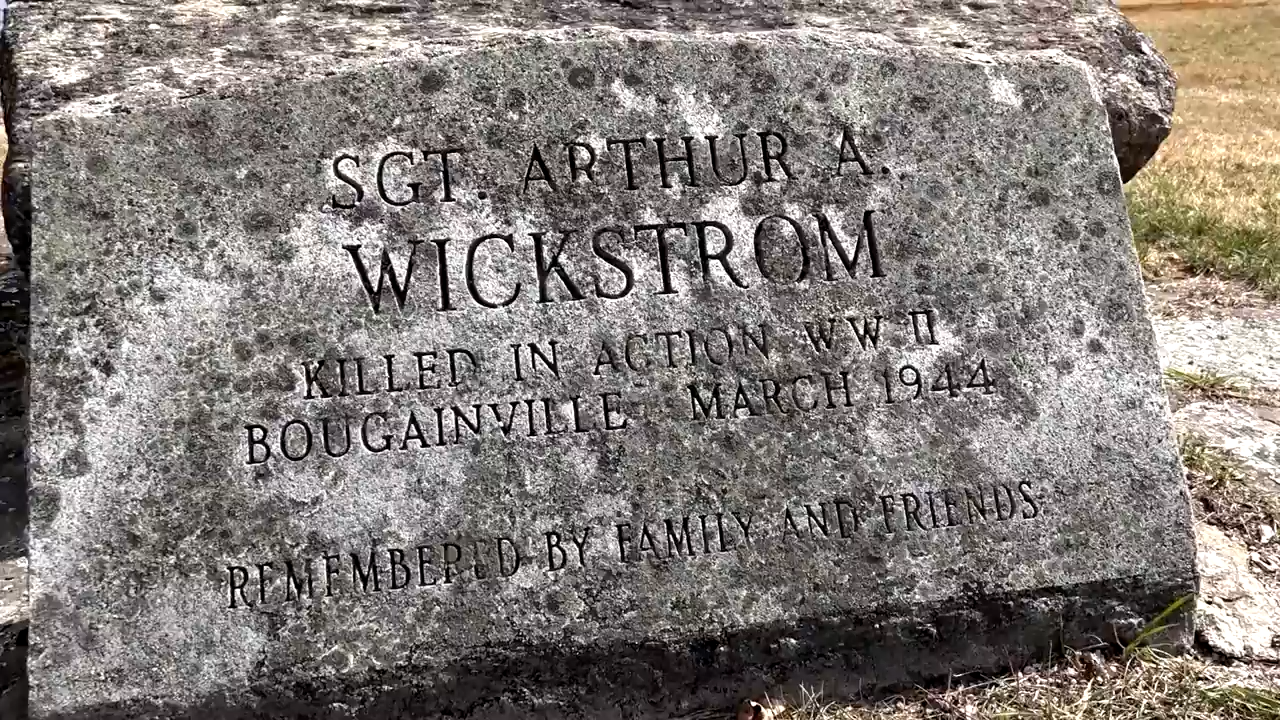 SGT. ARTHUR A.
WICKSTROM
KILLED IN ACTION WW II
BOUGAINVILLE MARCH 1944
REMEMBERED BY FAMILY AND FRIENDS